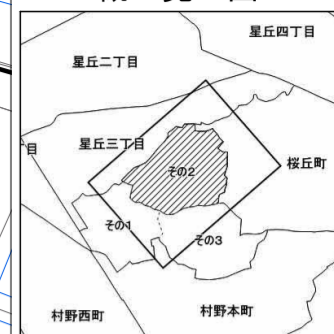 星丘四丁目
星丘二丁目
目
星丘三丁目
桜丘町
その2
その1
その3
村野西町
村野本町